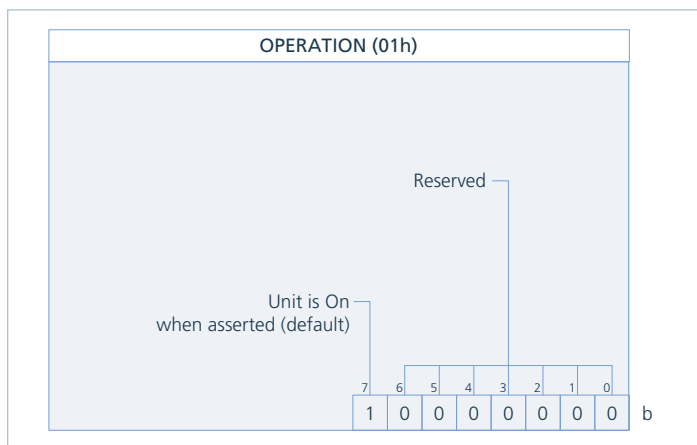 OPERATION (01h)
Reserved
Unit is On
when asserted (default)
7 6 5 4 3 2 1 0
1 0 0 0 0 0 0 0 b